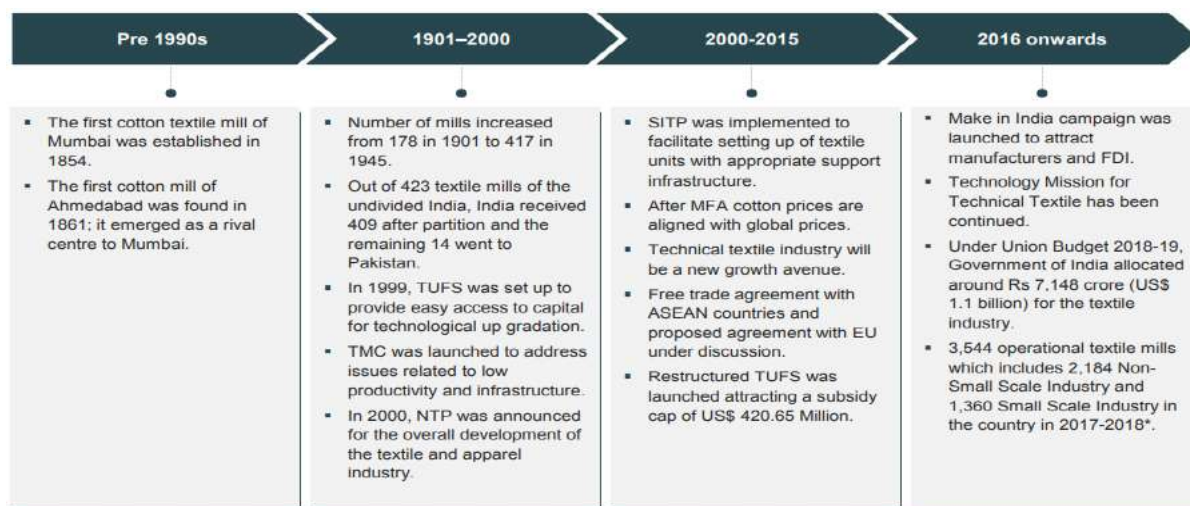 Pre 1990s
1901–2000
2000-2015
2016 onwards
▪ The first cotton textile mill of
Mumbai was established in
1854.
▪ The first cotton mill of
Ahmedabad was found in
1861; it emerged as a rival
centre to Mumbai.
▪ Number of mills increased
from 178 in 1901 to 417 in
1945.
▪ Out of 423 textile mills of the
undivided India, India received
409 after partition and the
remaining 14 went to
Pakistan.
▪ In 1999, TUFS was set up to
provide easy access to capital
for technological up gradation.
▪ TMC was launched to address
issues related to low
productivity and infrastructure.
▪ In 2000, NTP was announced
for the overall development of
the textile and apparel
industry.
▪ SITP was implemented to
facilitate setting up of textile
units with appropriate support
infrastructure.
▪ After MFA cotton prices are
aligned with global prices.
▪ Technical textile industry will
be a new growth avenue.
▪ Free trade agreement with
ASEAN countries and
proposed agreement with EU
under discussion.
▪ Restructured TUFS was
launched attracting a subsidy
cap of US$ 420.65 Million.
▪ Make in India campaign was
launched to attract
manufacturers and FDI.
▪ Technology Mission for
Technical Textile has been
continued.
▪ Under Union Budget 2018-19,
Government of India allocated
around Rs 7,148 crore (US$
1.1 billion) for the textile
industry.
▪ 3,544 operational textile mills
which includes 2,184 Non-
Small Scale Industry and
1,360 Small Scale Industry in
the country in 2017-2018*.